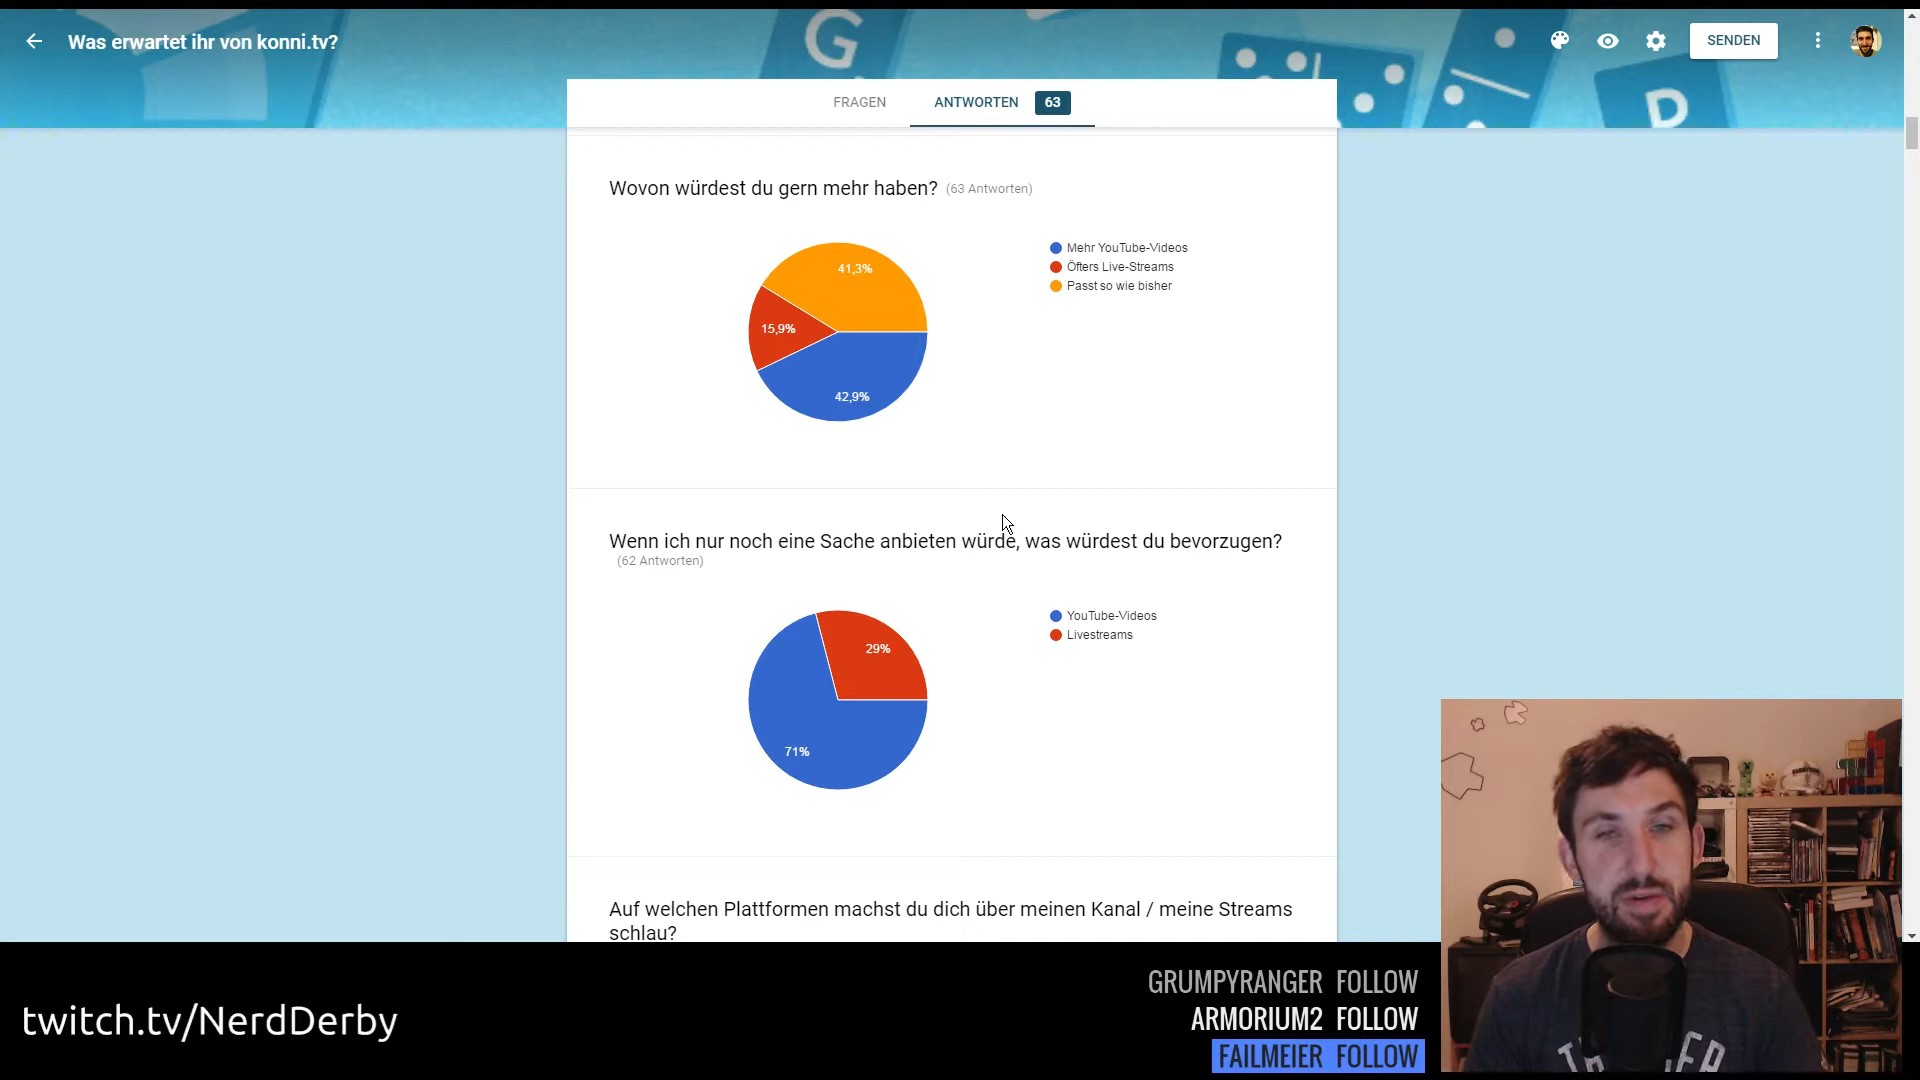 Was erwartet ihr von konni.tv?
SENDEN
G
D
FRAGEN
ANTWORTEN 63
Wovon würdest du gern mehr haben? (63 Antworten)
41,3%
15,9%
42,9%
Mehr YouTube-Videos
Öfters Live-Streams
Passt so wie bisher
Wenn ich nur noch eine Sache anbieten würde, was würdest du bevorzugen?
(62 Antworten)
29%
71%
YouTube-Videos
Livestreams
Auf welchen Plattformen machst du dich über meinen Kanal / meine Streams
schlau?
twitch.tv/NerdDerby
GRUMPYRANGER FOLLOW
ARMORIUM2 FOLLOW
FAILMEIER FOLLOW